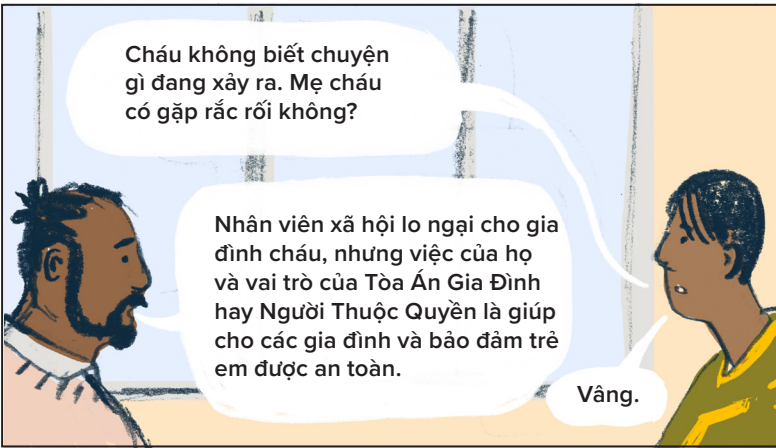 Cháu không biết chuyện
gì đang xảy ra. Mẹ cháu
có gặp rắc rối không?
Nhân viên xã hội lo ngại cho gia
đình cháu, nhưng việc của họ
và vai trò của Tòa Án Gia Đình
hay Người Thuộc Quyền là giúp
cho các gia đình và bảo đảm trẻ
em được an toàn.
Vâng.